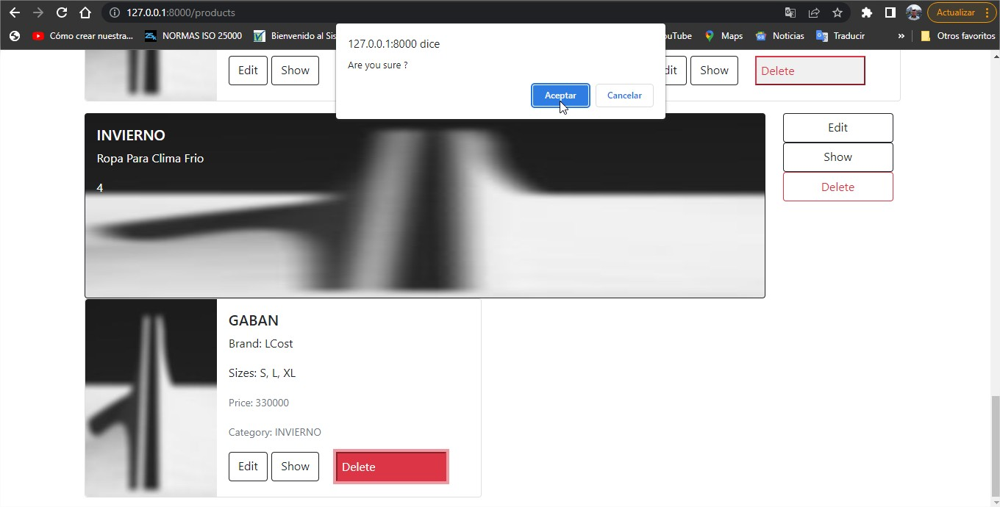 127.0.0.1:8000/products
Actualizar
Cómo crear nuestra...
25k
NORMAS ISO 25000
Bienvenido al Sis
ouTube
Maps
Noticias
Traducir
»
Otros favoritos
127.0.0.1:8000 dice
Are you sure ?
Aceptar
Cancelar
Edit
Show
dit
Show
Delete
INVIERNO
Ropa Para Clima Frio
4
Edit
Show
Delete
GABAN
Brand: LCost
Sizes: S, L, XL
Price: 330000
Category: INVIERNO
Edit
Show
Delete